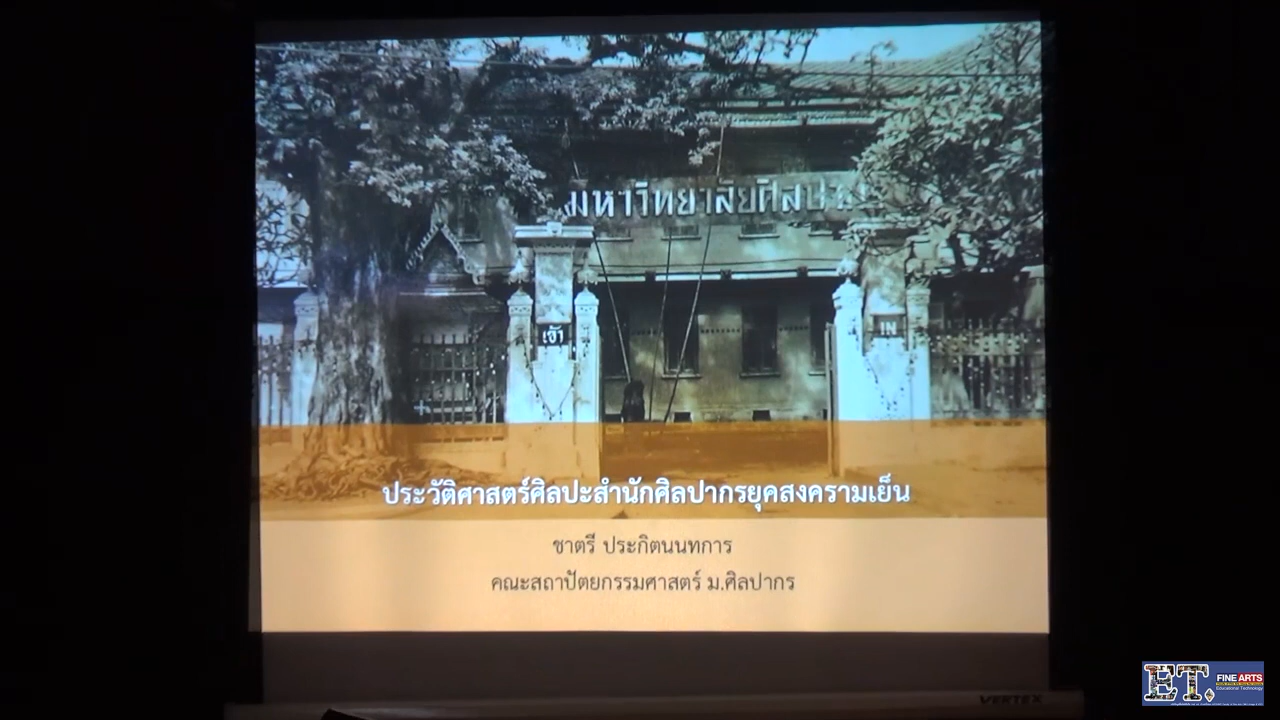 มหาวิทยาลัยศิลปากร
เข้า
IN
ประวัติศาสตร์ศิลปะสำนักศิลปากรยุคสงครามเย็น
ชาตรี ประกิตนนทการ
คณะสถาปัตยกรรมศาสตร์ ม.ศิลปากร
VERTEX
ET.
FINE ARTS
Educational Technology